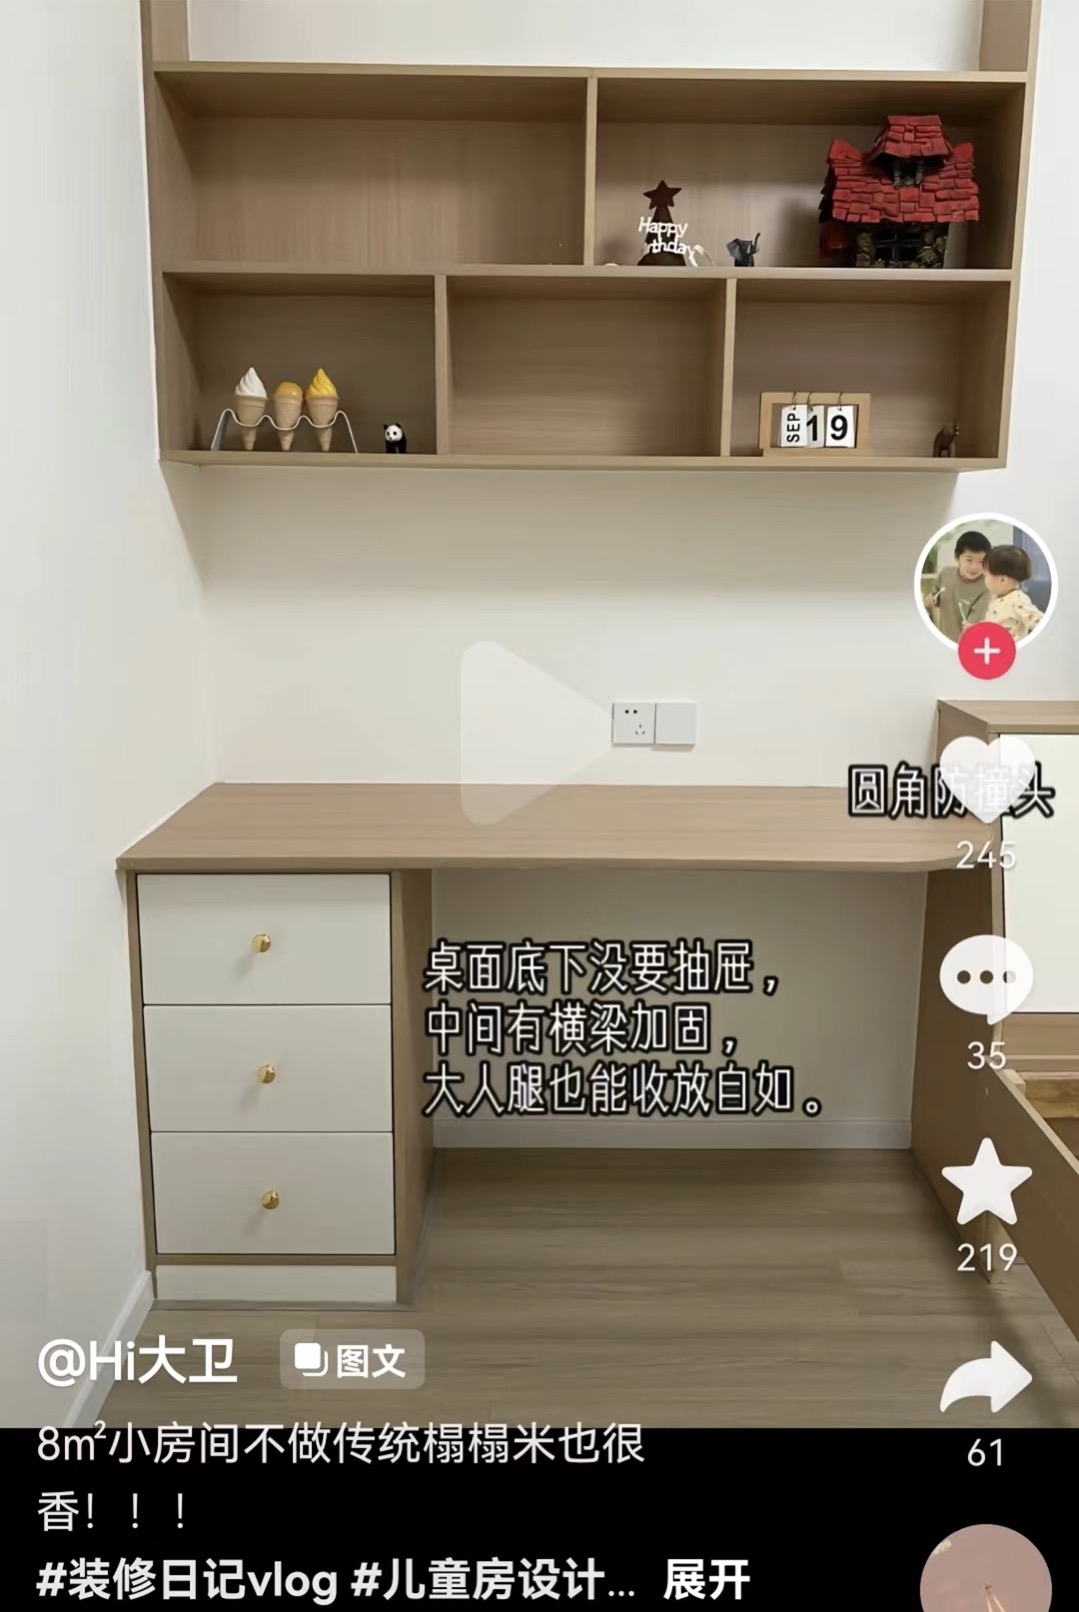 Happy
rthday
SEP 19
圆角防撞头
245
桌面底下没要抽屉，
中间有横梁加固，
大人腿也能收放自如。
35
219
@Hi大卫 图文
61
8㎡小房间不做传统榻榻米也很
香！！！
#装修日记vlog #儿童房设计... 展开